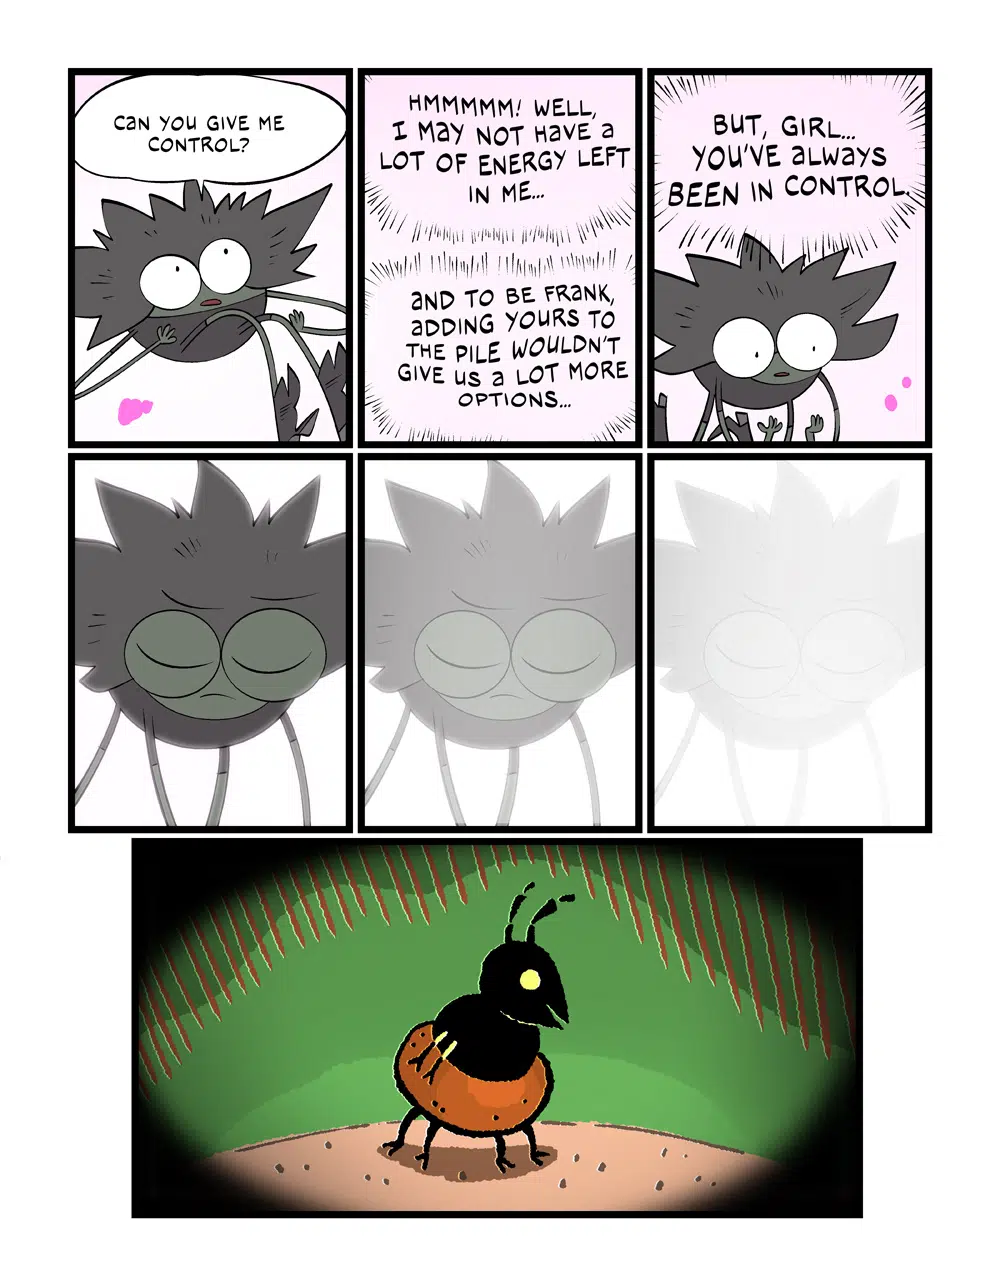 CAN YOU GIVE ME
CONTROL?
HMMMMM! WELL,
I MAY NOT HAVE A
LOT OF ENERGY LEFT
IN ME...
AND TO BE FRANK,
ADDING YOURS TO
THE PILE WOULDN'T
GIVE US A LOT MORE
OPTIONS...
BUT, GIRL...
YOU'VE ALWAYS
BEEN IN CONTROL.